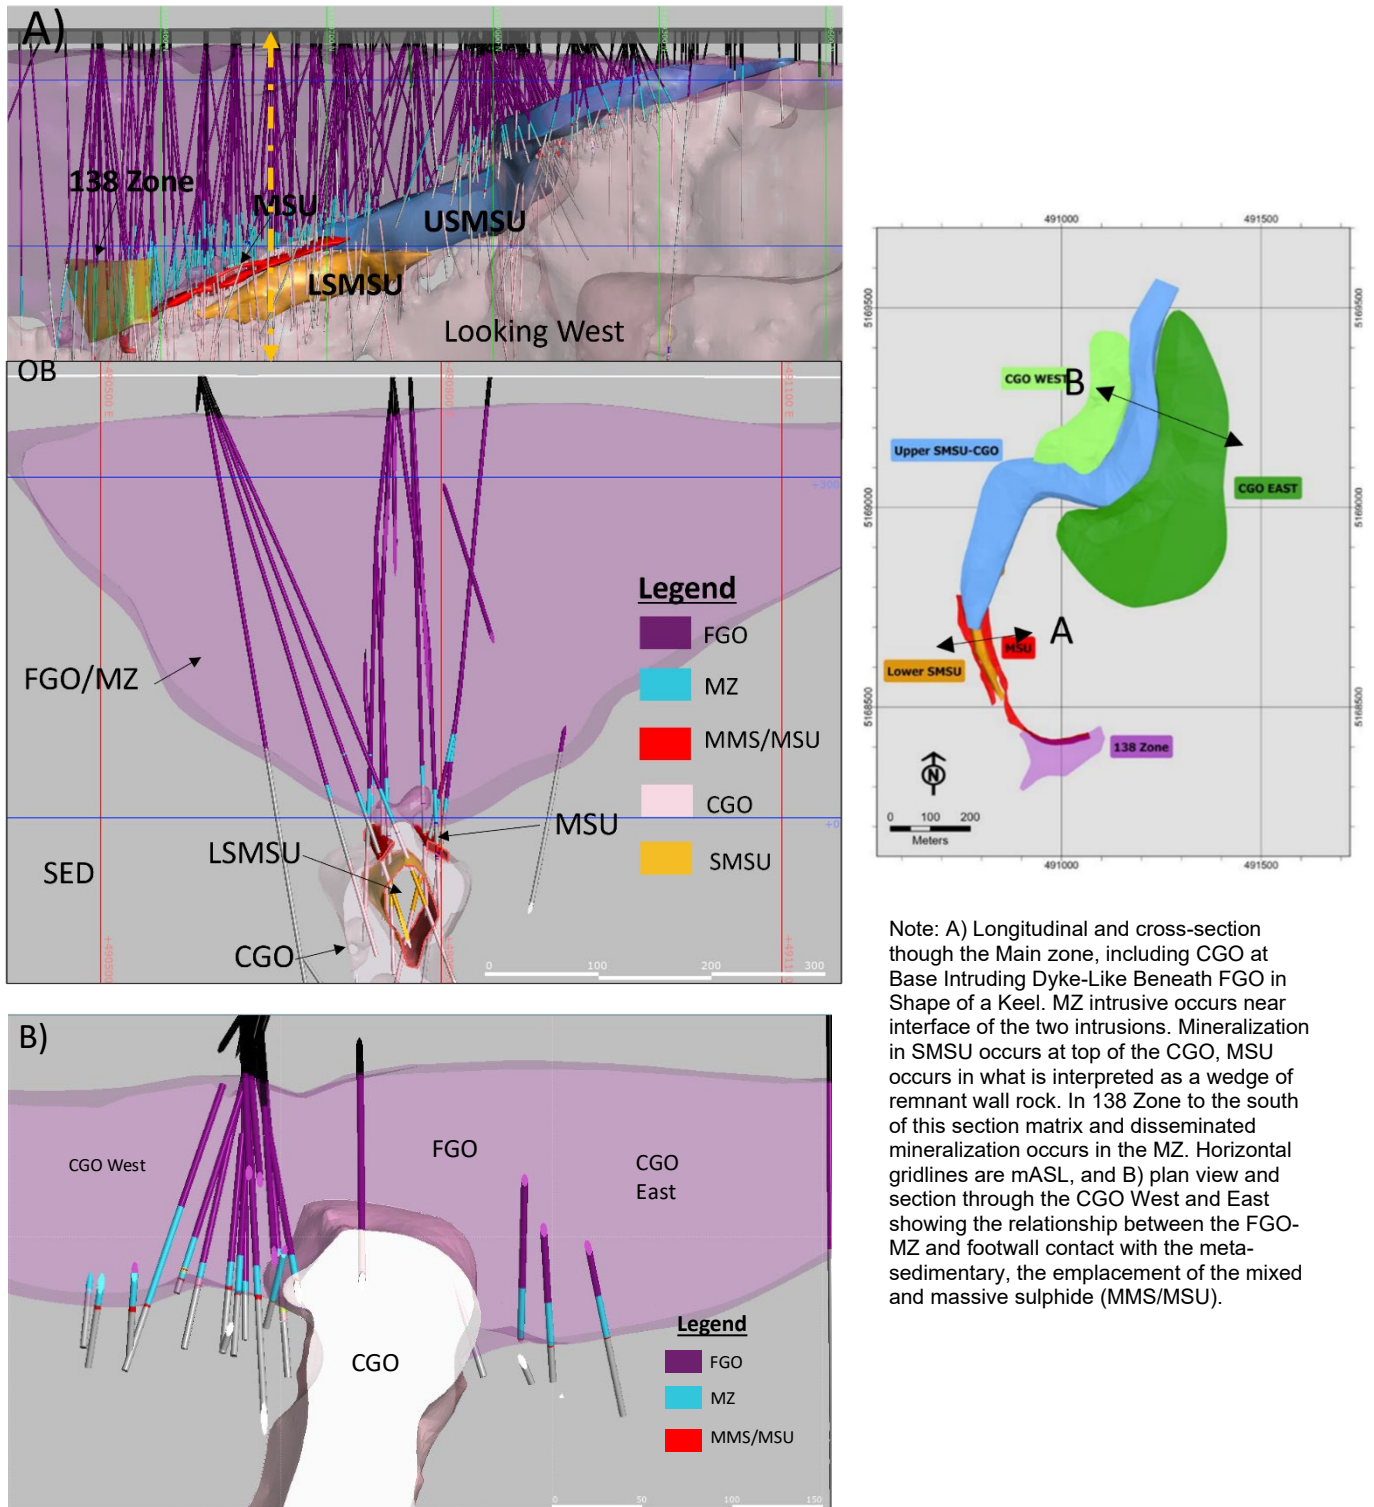 A)
138 Zone
MSU
USMSU
LSMSU
Looking West
OB
490500 E
+491100 E
+300
FGO/MZ
Legend
FGO
MZ
MMS/MSU
CGO
SMSU
MSU
LSMSU
SED
CGO
+0
0 100 200 300
B)
CGO West
FGO
CGO
East
CGO
Legend
FGO
MZ
MMS/MSU
0 50 100 150
491000 491500
5169500 5169500
CGO WEST
B
Upper SMSU-CGO
CGO EAST
5169000 5169000
A
MSU
Lower SMSU
5168500 5168500
138 Zone
N
0 100 200
Meters
491000 491500
Note: A) Longitudinal and cross-section
though the Main zone, including CGO at
Base Intruding Dyke-Like Beneath FGO in
Shape of a Keel. MZ intrusive occurs near
interface of the two intrusions. Mineralization
in SMSU occurs at top of the CGO, MSU
occurs in what is interpreted as a wedge of
remnant wall rock. In 138 Zone to the south
of this section matrix and disseminated
mineralization occurs in the MZ. Horizontal
gridlines are mASL, and B) plan view and
section through the CGO West and East
showing the relationship between the FGO-
MZ and footwall contact with the meta-
sedimentary, the emplacement of the mixed
and massive sulphide (MMS/MSU).